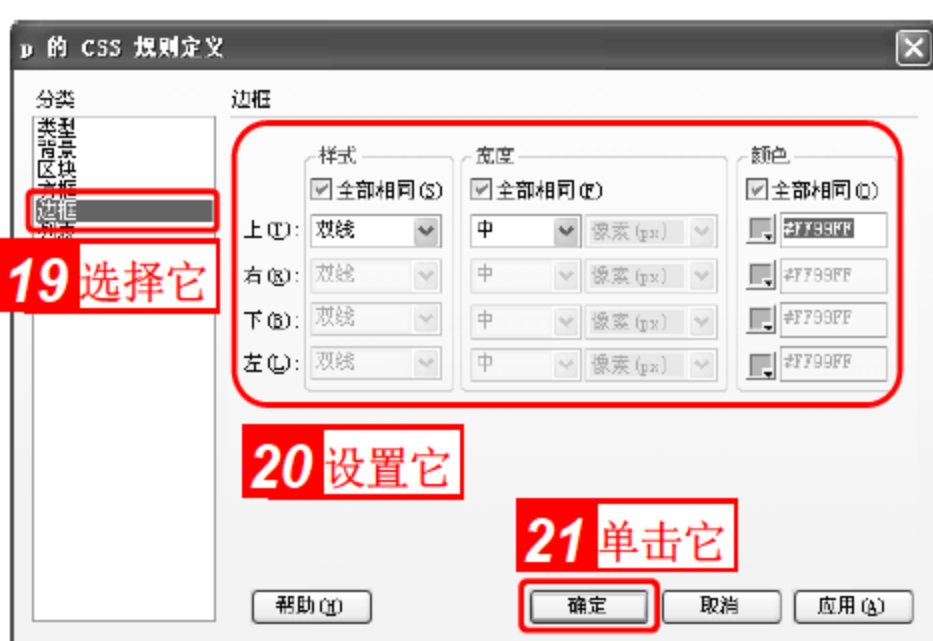 p 的 CSS 规则定义
分类
边框
类型
背景
区块
方框
边框
列表
样式
宽度
颜色
全部相同(S)
全部相同(F)
全部相同(O)
上(T): 双线 中 像素(px) #FF99FF
右(R): 双线 中 像素(px) #FF99FF
下(B): 双线 中 像素(px) #FF99FF
左(L): 双线 中 像素(px) #FF99FF
19 选择它
20 设置它
21 单击它
帮助(H)
确定
取消
应用(A)